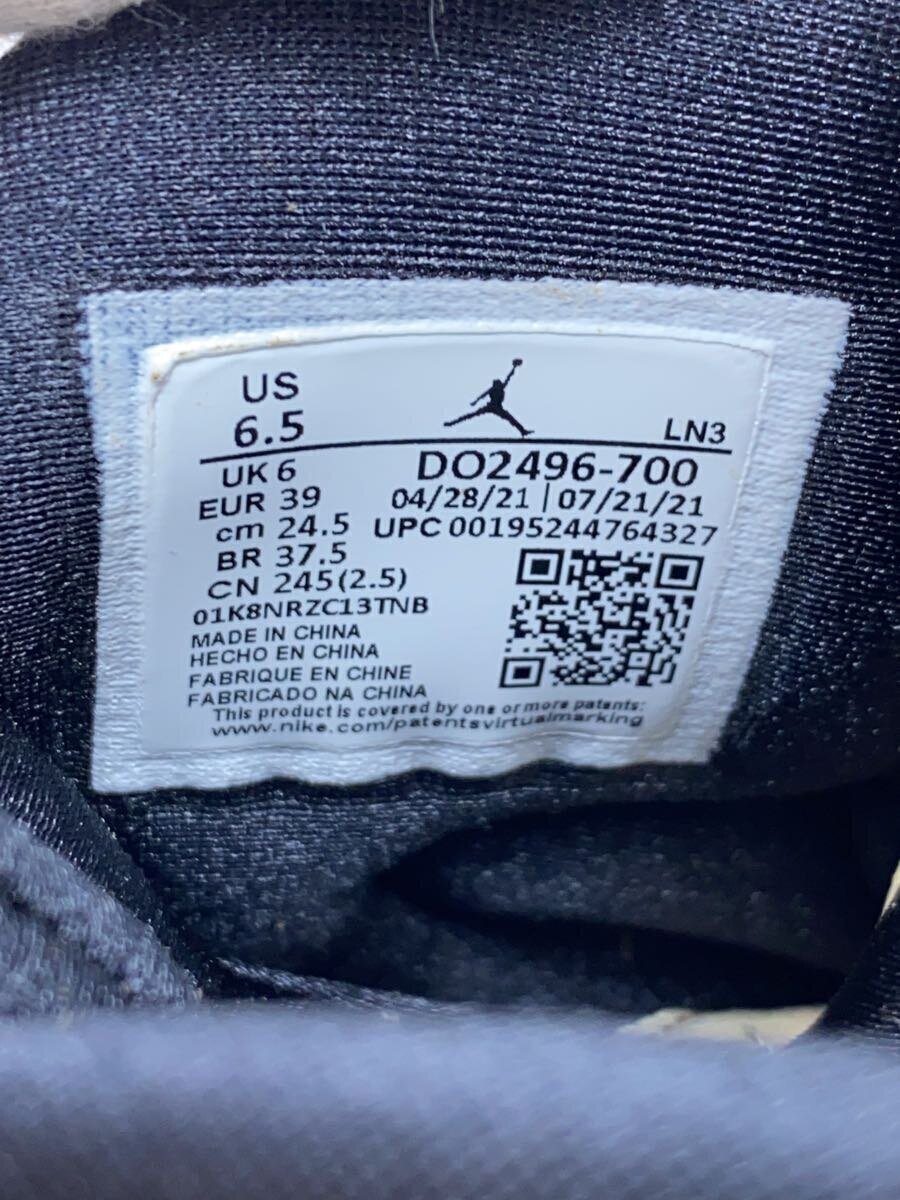 US
6.5
LN3
UK 6
DO2496-700
EUR 39
04/28/21 | 07/21/21
cm 24.5
UPC 00195244764327
BR 37.5
CN 245(2.5)
01K8NRZC13TNB
MADE IN CHINA
HECHO EN CHINA
FABRIQUE EN CHINE
FABRICADO NA CHINA
This product is covered by one or more patents:
www.nike.com/patentsvirtualmarking